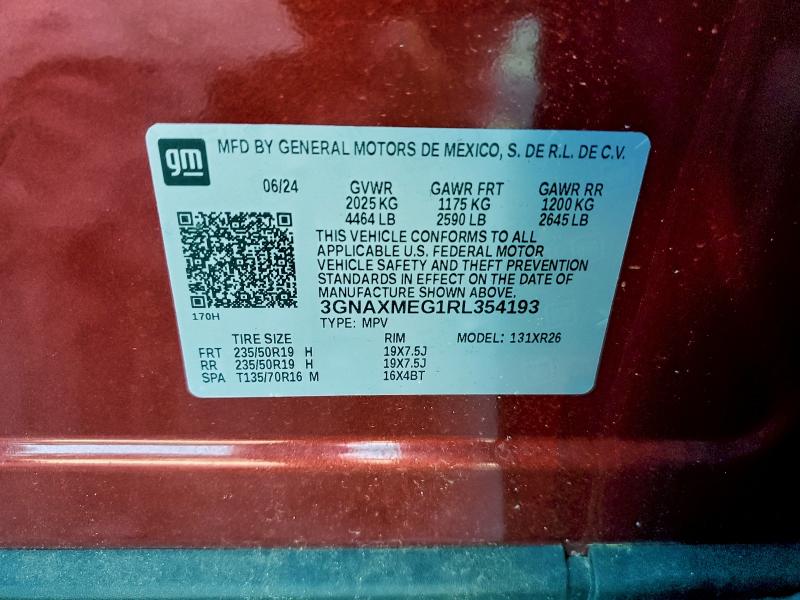 gm MFD BY GENERAL MOTORS DE MEXICO, S. DE R.L. DE C.V.
06/24 GVWR GAWR FRT GAWR RR
2025 KG 1175 KG 1200 KG
4464 LB 2590 LB 2645 LB
THIS VEHICLE CONFORMS TO ALL
APPLICABLE U.S. FEDERAL MOTOR
VEHICLE SAFETY AND THEFT PREVENTION
STANDARDS IN EFFECT ON THE DATE OF
MANUFACTURE SHOWN ABOVE.
3GNAXMEG1RL354193
170H
TYPE: MPV
TIRE SIZE RIM MODEL: 131XR26
FRT 235/50R19 H 19X7.5J
RR 235/50R19 H 19X7.5J
SPA T135/70R16 M 16X4BT